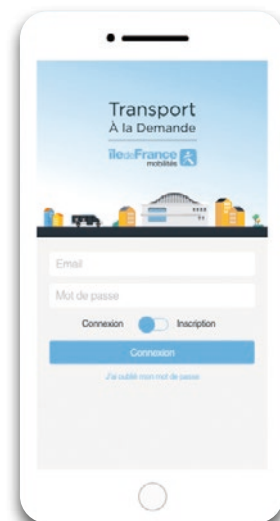 Transport
À la Demande
îledeFrance
mobilités
Email
Mot de passe
Connexion Inscription
Connexion
J'ai oublié mon mot de passe